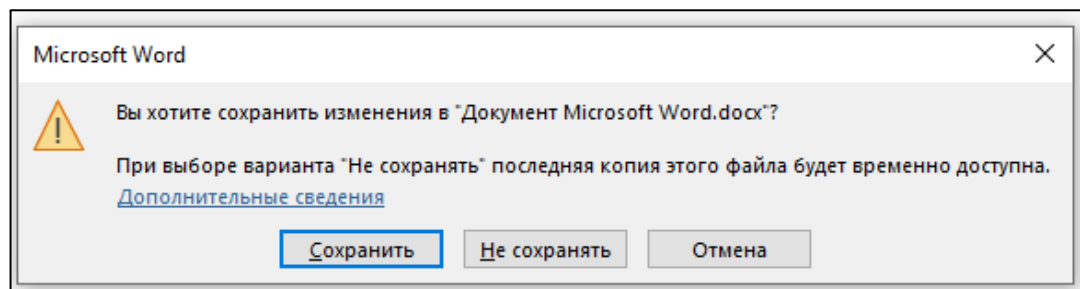 Microsoft Word
Вы хотите сохранить изменения в "Документ Microsoft Word.docx"?
При выборе варианта "Не сохранять" последняя копия этого файла будет временно доступна.
Дополнительные сведения
Сохранить Не сохранять Отмена